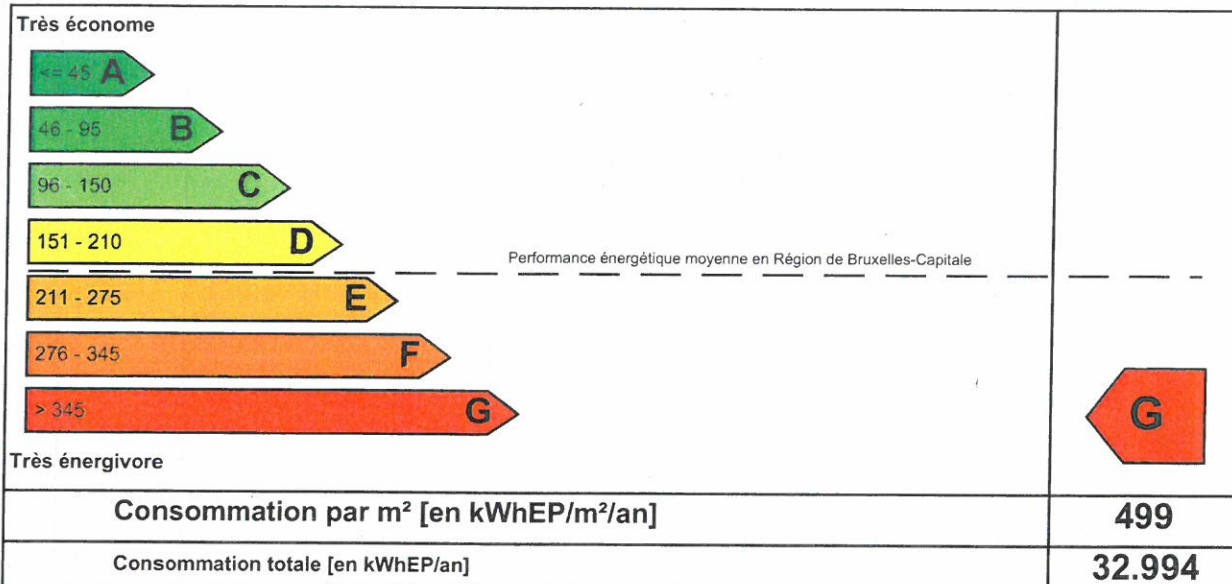 Très économe
<= 45 A
46 - 95 B
96 - 150 C
151 - 210 D
Performance énergétique moyenne en Région de Bruxelles-Capitale
211 - 275 E
276 - 345 F
> 345 G
G
Très énergivore
Consommation par m² [en kWhEP/m²/an] 499
Consommation totale [en kWhEP/an] 32.994